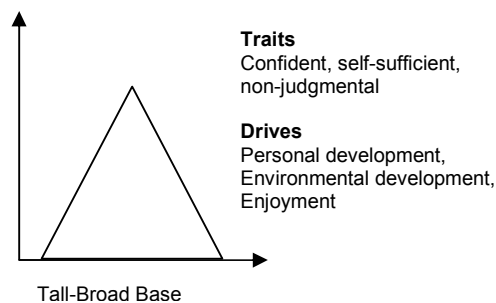 Traits
Confident, self-sufficient,
non-judgmental
Drives
Personal development,
Environmental development,
Enjoyment
Tall-Broad Base